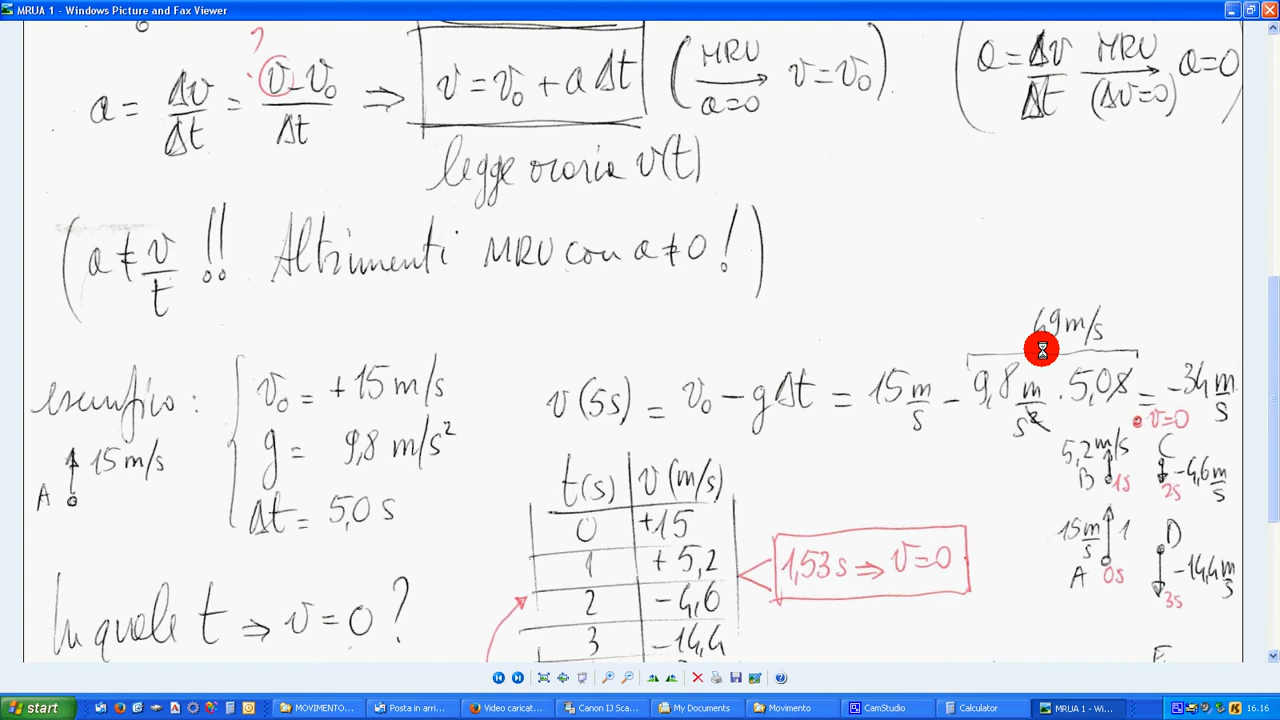 MRUA 1 - Windows Picture and Fax Viewer
?
a = Δv/Δt = (v - v₀)/Δt ⇒ v = v₀ + a Δt (MRU → a=0 v = v₀)
(a = Δv/Δt MRU → (Δv=0) a=0)
legge oraria v(t)
(a ≠ v/t !! Altrimenti MRU con a ≠ 0 !)
49 m/s
esempio: v₀ = +15 m/s
v(5s) = v₀ - gΔt = 15 m/s - 9,8 m/s² · 5,0 s = -34 m/s
g = 9,8 m/s²
Δt = 5,0 s
15 m/s
A
v=0
5,2 m/s
B 1s
C
-4,6 m/s
2s
15 m/s
A 0s
D
-14,4 m/s
3s
t(s) v (m/s)
0 +15
1 + 5,2
2 - 4,6
3 - 14,4
1,53 s ⇒ v=0
In quale t ⇒ v = 0 ?
E
start
MOVIMENTO...
Posta in arri...
Video caricat...
Canon IJ Sca...
My Documents
Movimento
CamStudio
Calculator
MRUA 1 - Wi...
16.16